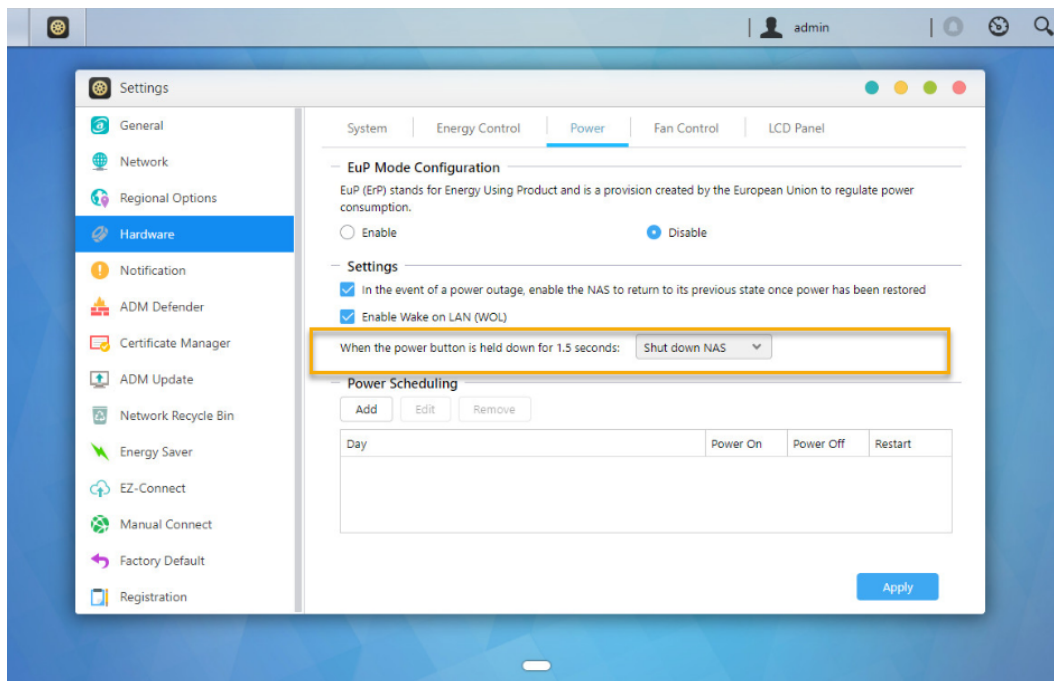 admin
Settings
General
Network
Regional Options
Hardware
Notification
ADM Defender
Certificate Manager
ADM Update
Network Recycle Bin
Energy Saver
EZ-Connect
Manual Connect
Factory Default
Registration
System Energy Control Power Fan Control LCD Panel
EuP Mode Configuration
EuP (ErP) stands for Energy Using Product and is a provision created by the European Union to regulate power
consumption.
Enable Disable
Settings
In the event of a power outage, enable the NAS to return to its previous state once power has been restored
Enable Wake on LAN (WOL)
When the power button is held down for 1.5 seconds: Shut down NAS
Power Scheduling
Add Edit Remove
Day Power On Power Off Restart
Apply